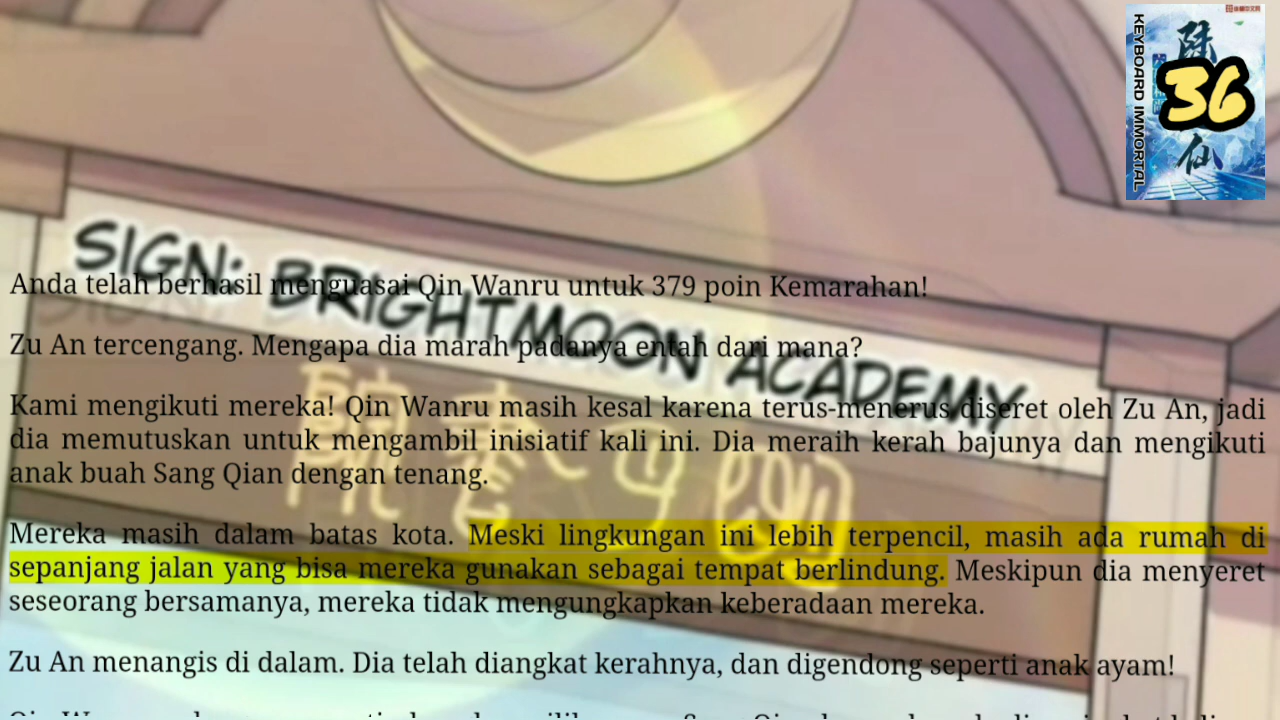 KEYBOARD IMMORTAL
36
仙
SIGN: BRIGHTMOON ACADEMY
Anda telah berhasil menguasai Qin Wanru untuk 379 poin Kemarahan!
Zu An tercengang. Mengapa dia marah padanya entah dari mana?
Kami mengikuti mereka! Qin Wanru masih kesal karena terus-menerus diseret oleh Zu An, jadi
dia memutuskan untuk mengambil inisiatif kali ini. Dia meraih kerah bajunya dan mengikuti
anak buah Sang Qian dengan tenang.
Mereka masih dalam batas kota. Meski lingkungan ini lebih terpencil, masih ada rumah di
sepanjang jalan yang bisa mereka gunakan sebagai tempat berlindung. Meskipun dia menyeret
seseorang bersamanya, mereka tidak mengungkapkan keberadaan mereka.
Zu An menangis di dalam. Dia telah diangkat kerahnya, dan digendong seperti anak ayam!